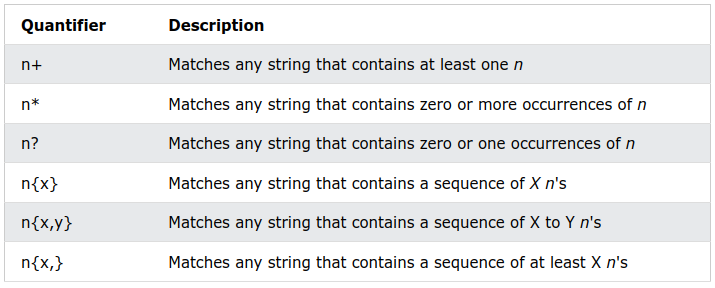 Quantifier Description
n+ Matches any string that contains at least one n
n* Matches any string that contains zero or more occurrences of n
n? Matches any string that contains zero or one occurrences of n
n{x} Matches any string that contains a sequence of X n's
n{x,y} Matches any string that contains a sequence of X to Y n's
n{x,} Matches any string that contains a sequence of at least X n's